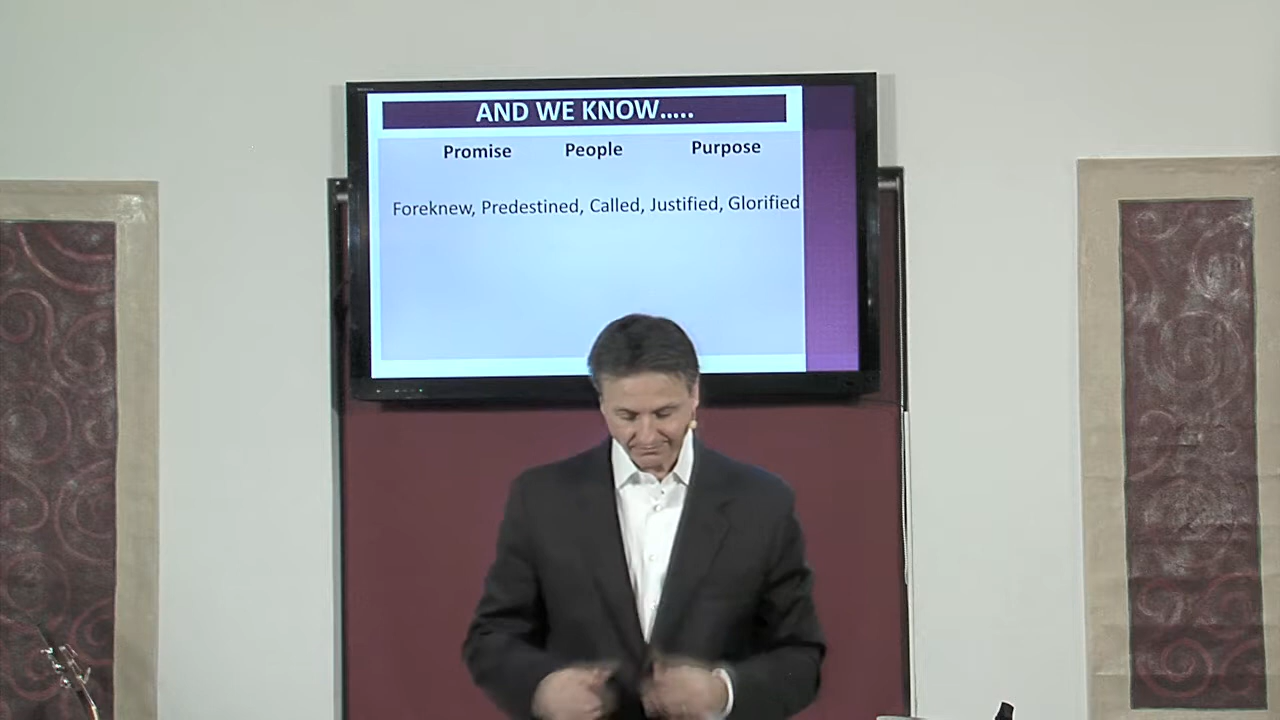 AND WE KNOW.....
Promise People Purpose
Foreknew, Predestined, Called, Justified, Glorified